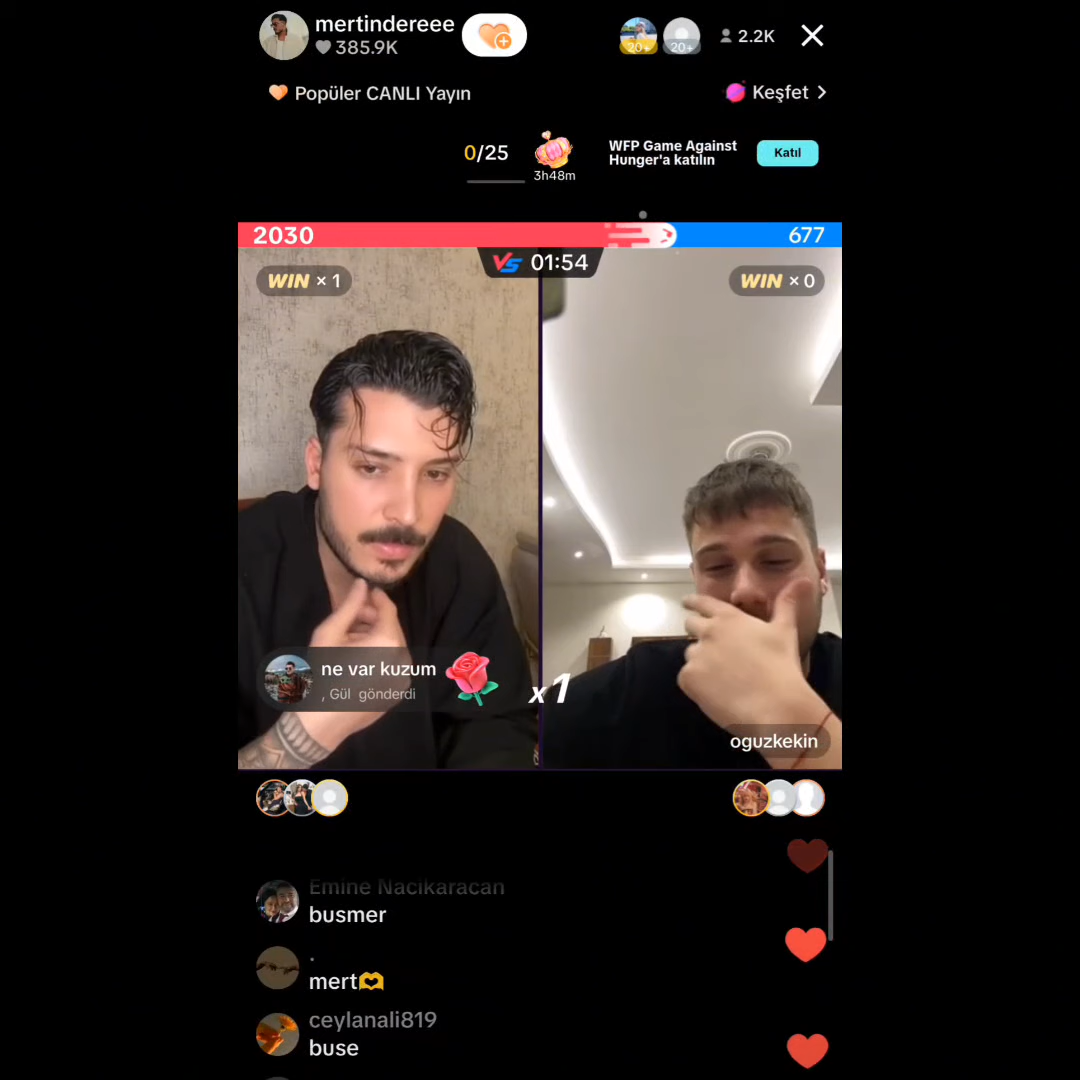 mertindereee
385.9K
20+
20+
2.2K
Popüler CANLI Yayın
Keşfet
0/25
3h48m
WFP Game Against
Hunger'a katılın
Katıl
2030
677
VS 01:54
WIN × 1
WIN × 0
ne var kuzum
, Gül gönderdi
x1
oguzkekin
Emine Nacikaracan
busmer
.
mert🫶
ceylanali819
buse